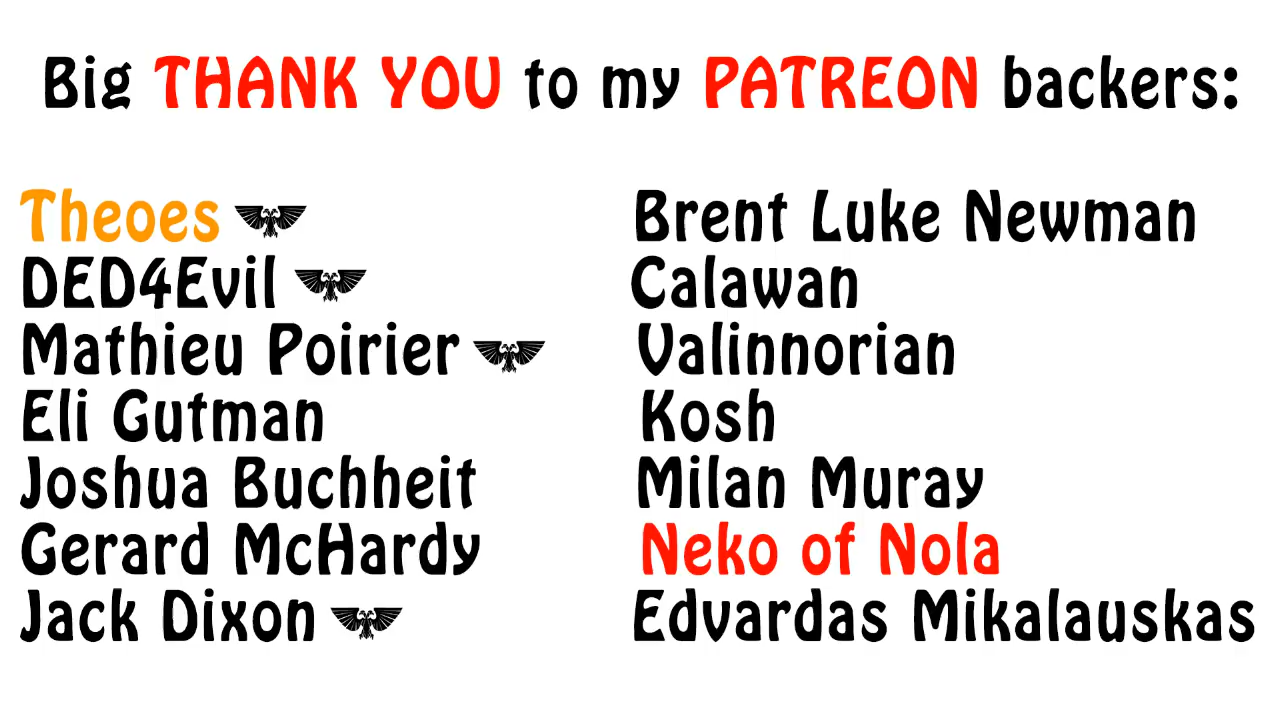 Big THANK YOU to my PATREON backers:
Theoes
DED4Evil
Mathieu Poirier
Eli Gutman
Joshua Buchheit
Gerard McHardy
Jack Dixon
Brent Luke Newman
Calawan
Valinnorian
Kosh
Milan Muray
Neko of Nola
Edvardas Mikalauskas